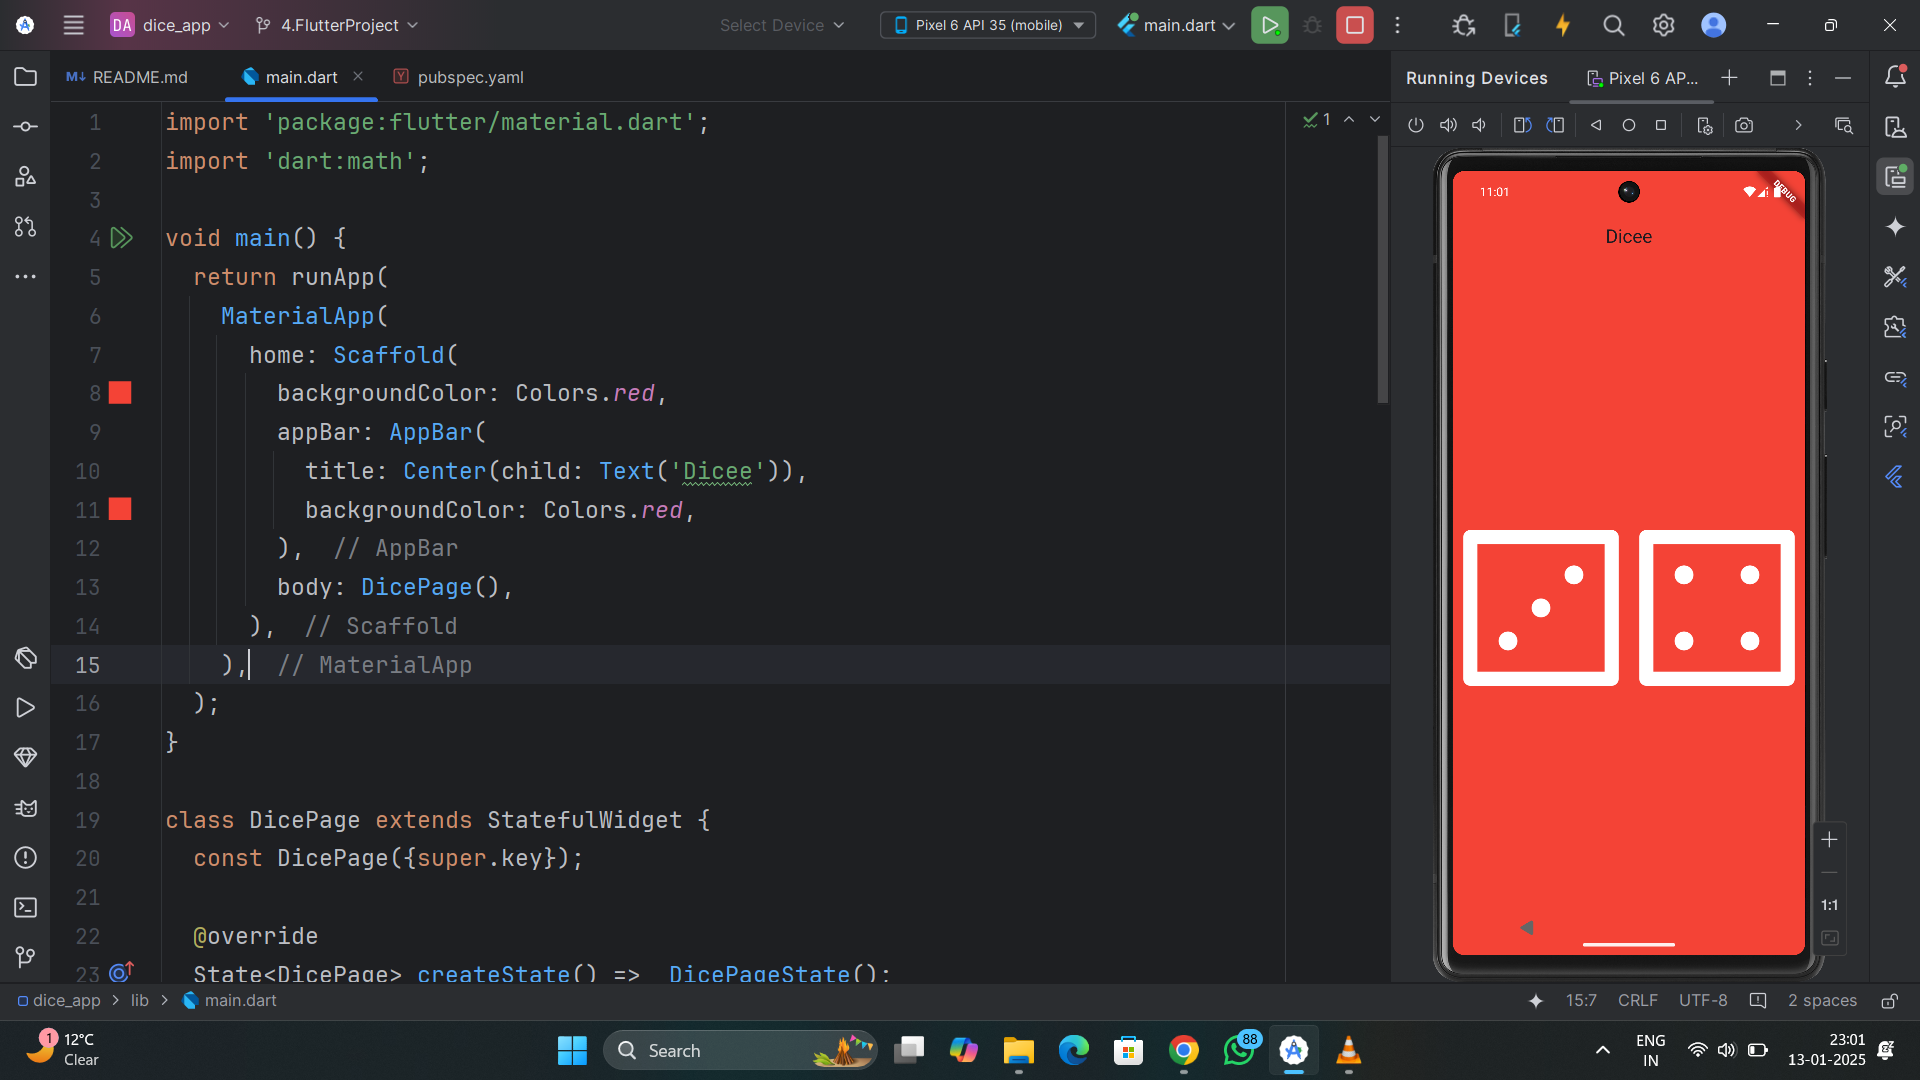 DA dice_app 4.FlutterProject Select Device Pixel 6 API 35 (mobile) main.dart
README.md main.dart pubspec.yaml
Running Devices Pixel 6 AP...
1 import 'package:flutter/material.dart';
2 import 'dart:math';
3
4 void main() {
5 return runApp(
6 MaterialApp(
7 home: Scaffold(
8 backgroundColor: Colors.red,
9 appBar: AppBar(
10 title: Center(child: Text('Dicee')),
11 backgroundColor: Colors.red,
12 ), // AppBar
13 body: DicePage(),
14 ), // Scaffold
15 ), // MaterialApp
16 );
17 }
18
19 class DicePage extends StatefulWidget {
20 const DicePage({super.key});
21
22 @override
23 State<DicePage> createState() => _DicePageState();
1
11:01
DEBUG
Dicee
1:1
dice_app > lib > main.dart
15:7 CRLF UTF-8 2 spaces
1 12°C
Clear
Search
88
ENG
IN
23:01
13-01-2025